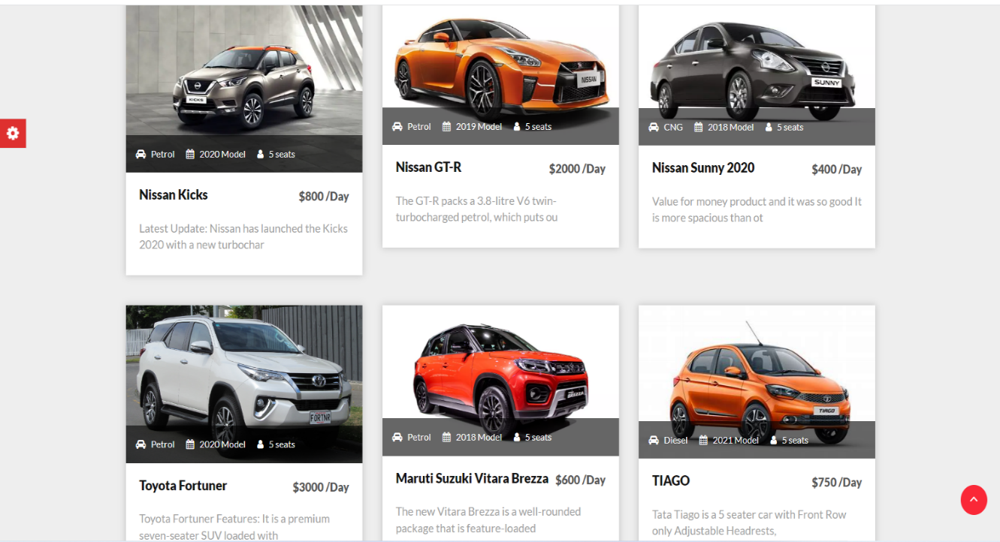 KICKS
Petrol 2020 Model 5 seats
Nissan Kicks $800 /Day
Latest Update: Nissan has launched the Kicks
2020 with a new turbochar
NISSAN
Petrol 2019 Model 5 seats
Nissan GT-R $2000 /Day
The GT-R packs a 3.8-litre V6 twin-
turbocharged petrol, which puts ou
SUNNY
CNG 2018 Model 5 seats
Nissan Sunny 2020 $400 /Day
Value for money product and it was so good It
is more spacious than ot
FORTNR
Petrol 2020 Model 5 seats
Toyota Fortuner $3000 /Day
Toyota Fortuner Features: It is a premium
seven-seater SUV loaded with
BREZZA
Petrol 2018 Model 5 seats
Maruti Suzuki Vitara Brezza $600 /Day
The new Vitara Brezza is a well-rounded
package that is feature-loaded
TIAGO
Diesel 2021 Model 5 seats
TIAGO $750 /Day
Tata Tiago is a 5 seater car with Front Row
only Adjustable Headrests,